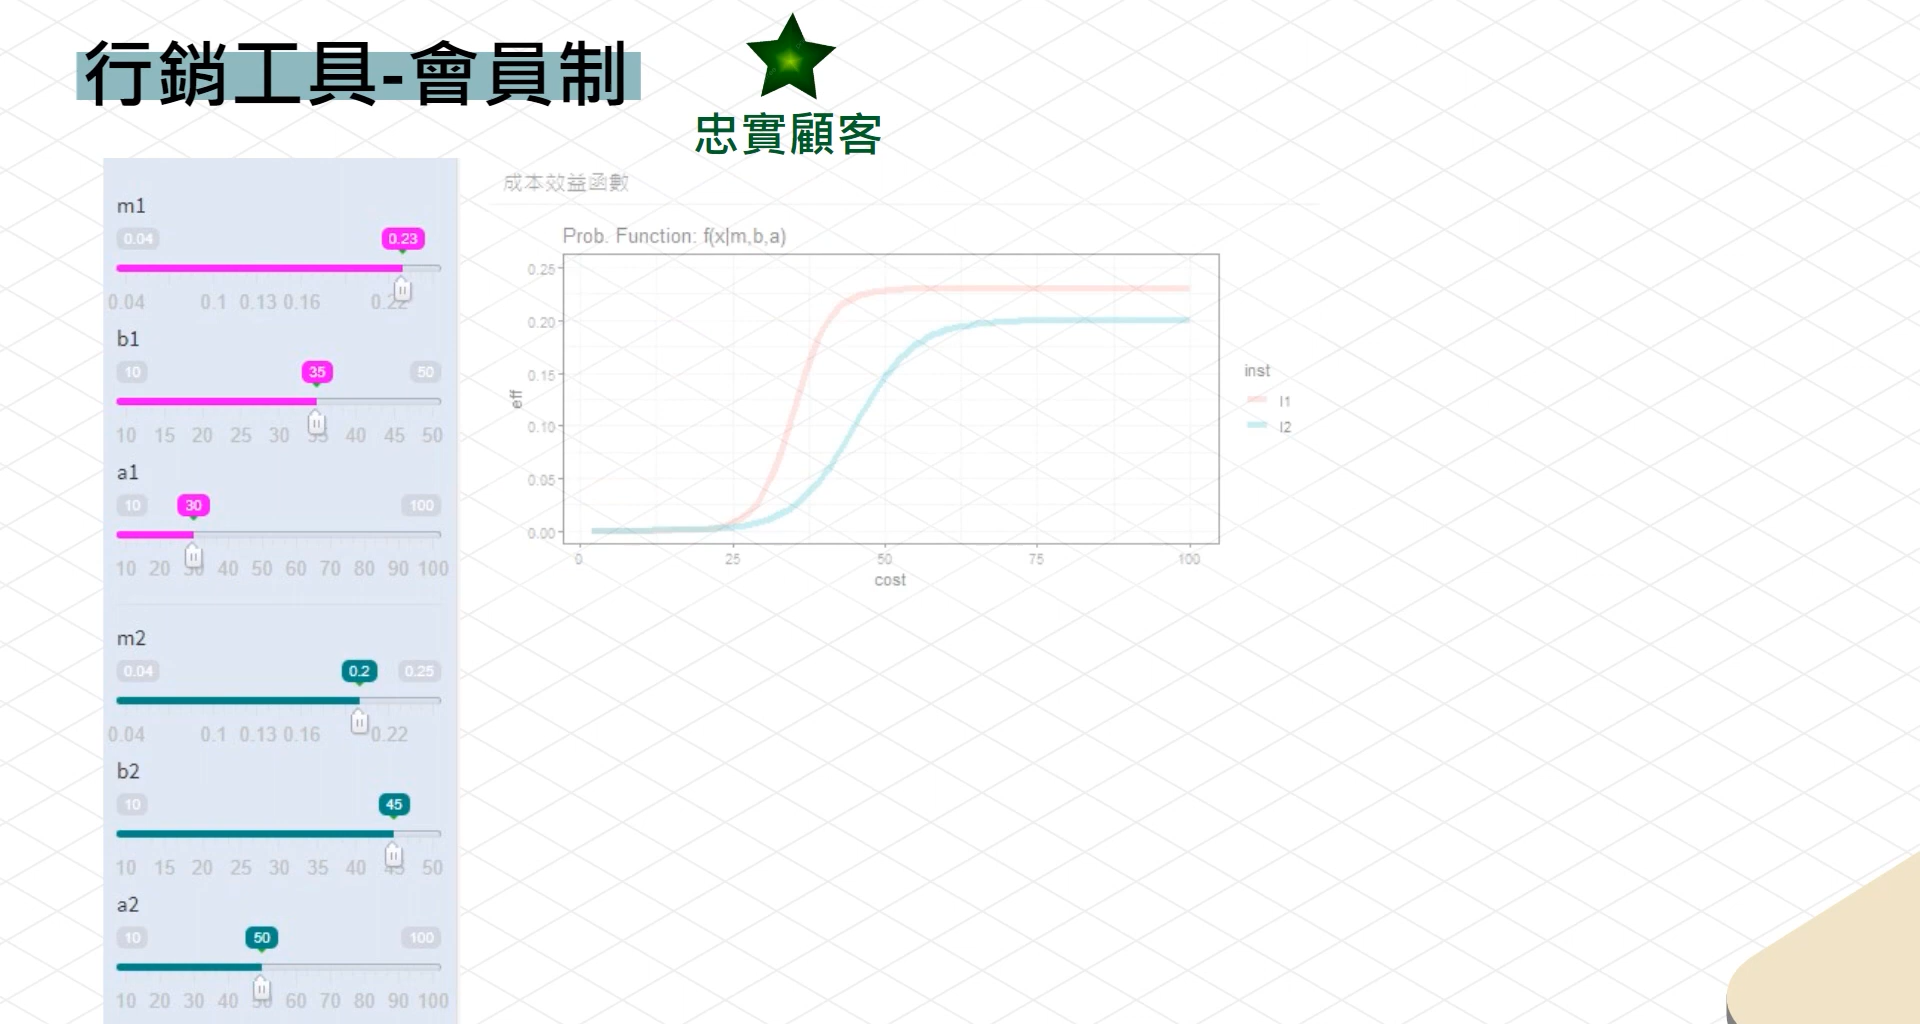 行銷工具-會員制
忠實顧客
m1
0.04 0.23
0.04 0.1 0.13 0.16 0.22
b1
10 35 50
10 15 20 25 30 35 40 45 50
a1
10 30 100
10 20 30 40 50 60 70 80 90 100
m2
0.04 0.2 0.25
0.04 0.1 0.13 0.16 0.22
b2
10 45
10 15 20 25 30 35 40 45 50
a2
10 50 100
10 20 30 40 50 60 70 80 90 100
成本效益函數
Prob. Function: f(x|m,b,a)
eff
0.25
0.20
0.15
0.10
0.05
0.00
0 25 50 75 100
cost
inst
I1
I2